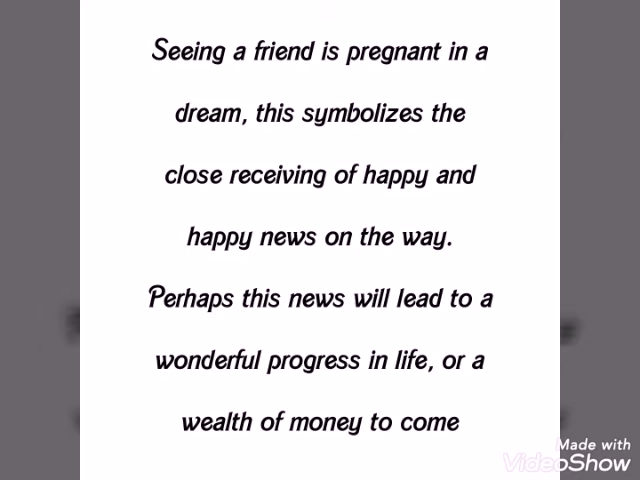 Seeing a friend is pregnant in a
dream, this symbolizes the
close receiving of happy and
happy news on the way.
Perhaps this news will lead to a
wonderful progress in life, or a
wealth of money to come
Made with
VideoShow